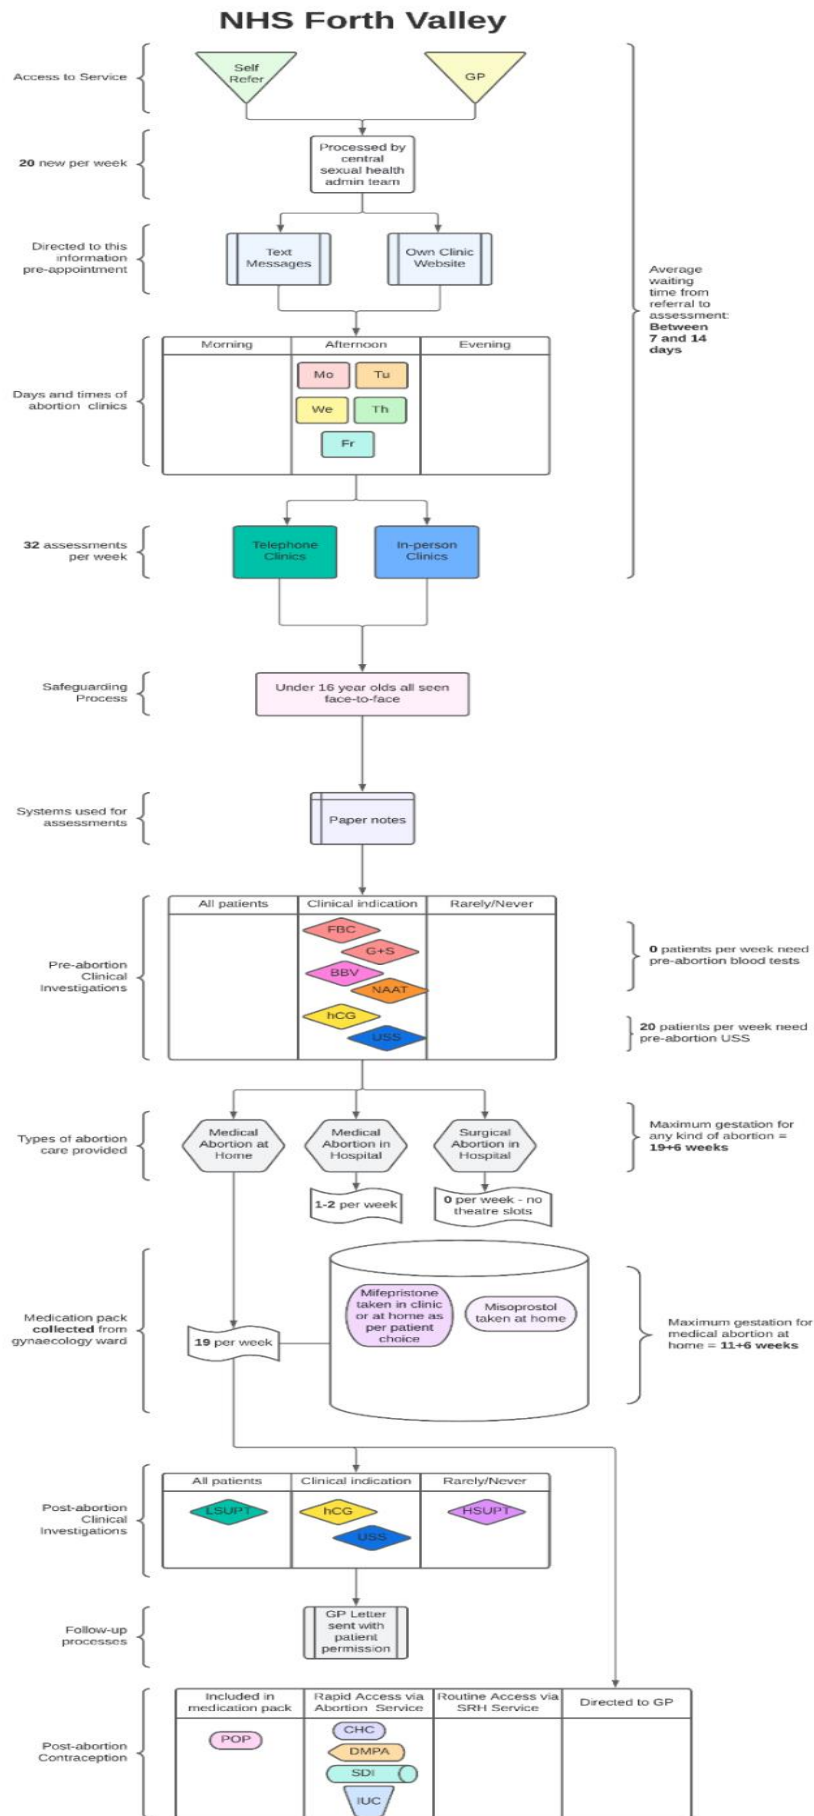 NHS Forth Valley
Access to Service
Self
Refer
GP
20 new per week
Processed by
central
sexual health
admin team
Directed to this
information
pre-appointment
Text
Messages
Own Clinic
Website
Average
waiting
time from
referral to
assessment:
Between
7 and 14
days
Days and times of
abortion clinics
Morning
Afternoon
Evening
Mo
Tu
We
Th
Fr
32 assessments
per week
Telephone
Clinics
In-person
Clinics
Safeguarding
Process
Under 16 year olds all seen
face-to-face
Systems used for
assessments
Paper notes
Pre-abortion
Clinical
Investigations
All patients
Clinical indication
Rarely/Never
FBC
G+S
BBV
NAAT
hCG
USS
0 patients per week need
pre-abortion blood tests
20 patients per week need
pre-abortion USS
Types of abortion
care provided
Medical
Abortion at
Home
Medical
Abortion in
Hospital
Surgical
Abortion in
Hospital
Maximum gestation for
any kind of abortion =
19+6 weeks
1-2 per week
0 per week - no
theatre slots
Medication pack
collected from
gynaecology ward
19 per week
Mifepristone
taken in clinic
or at home as
per patient
choice
Misoprostol
taken at home
Maximum gestation for
medical abortion at
home = 11+6 weeks
Post-abortion
Clinical
Investigations
All patients
Clinical indication
Rarely/Never
LSUPT
hCG
USS
HSUPT
Follow-up
processes
GP Letter
sent with
patient
permission
Post-abortion
Contraception
Included in
medication pack
Rapid Access via
Abortion Service
Routine Access via
SRH Service
Directed to GP
POP
CHC
DMPA
SDI
IUC